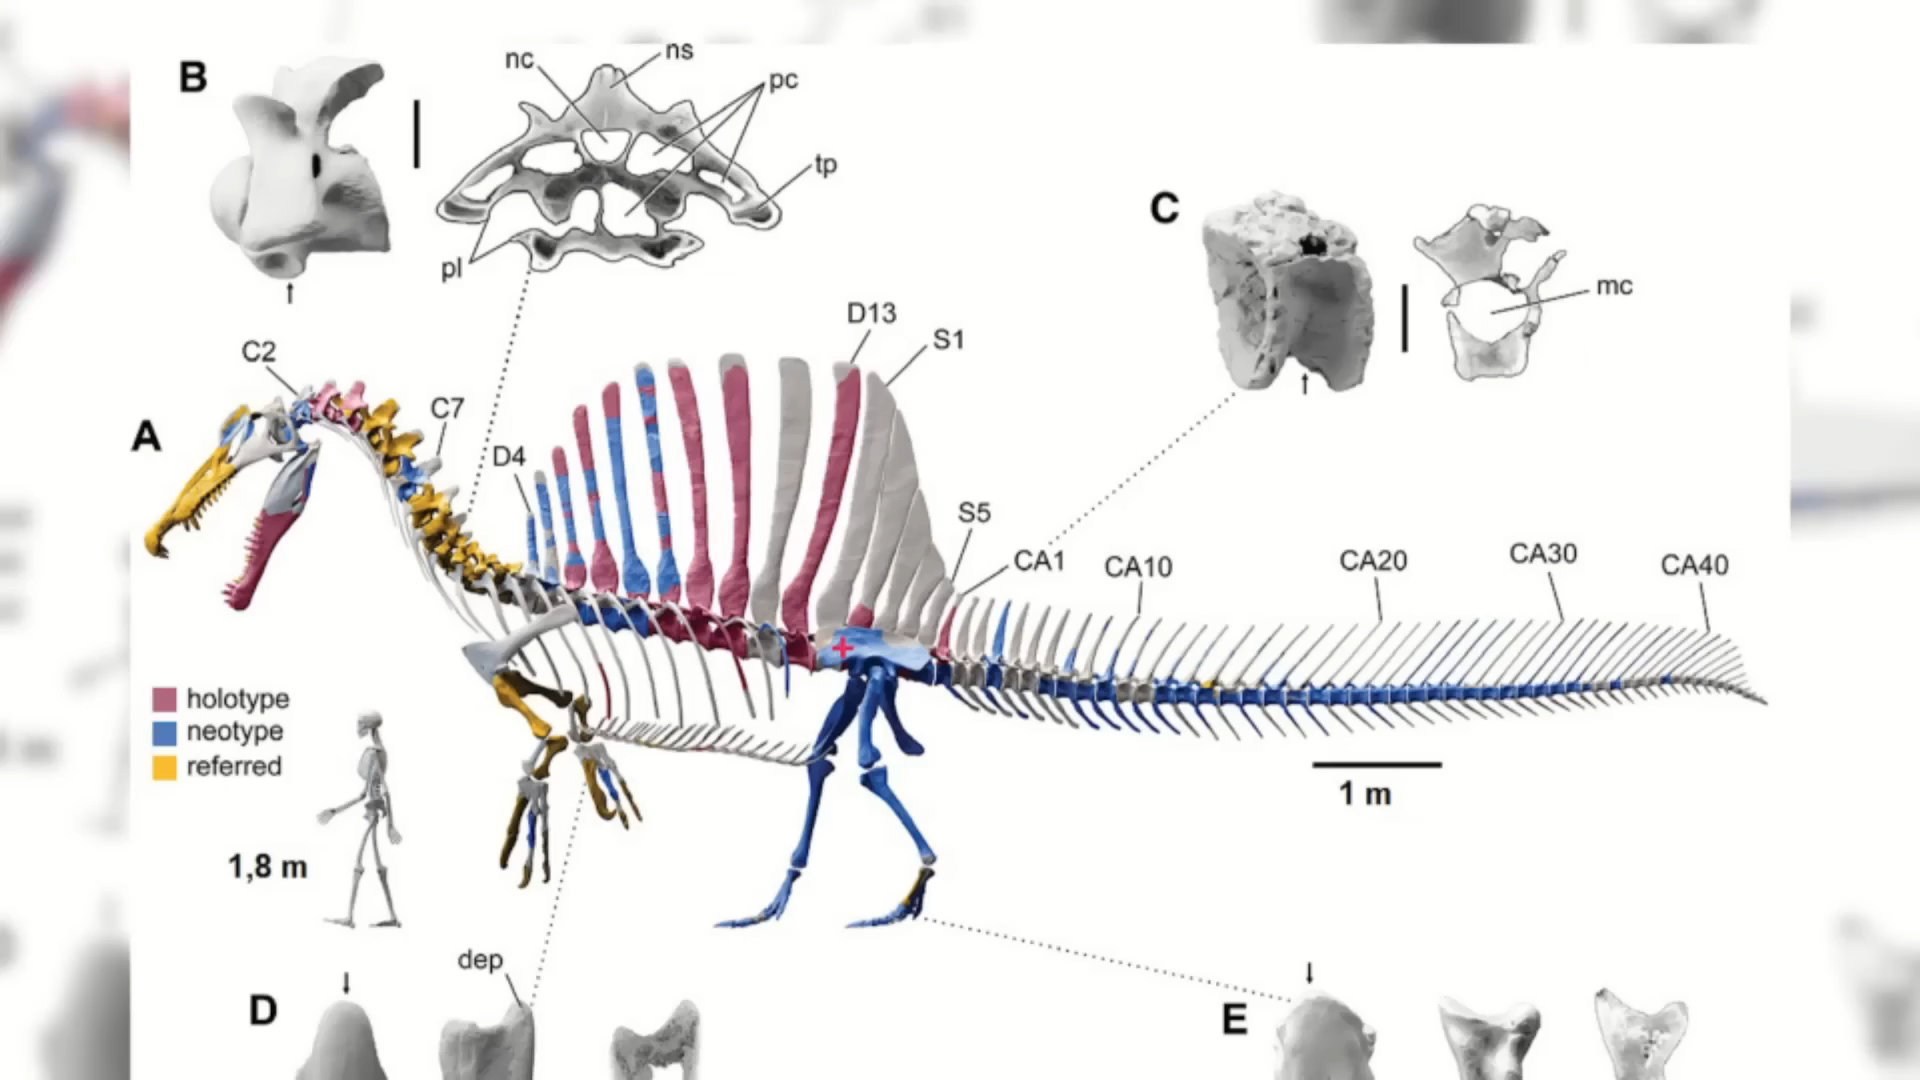 B
nc
ns
pc
tp
pl
C
mc
D13
S1
C2
C7
A
D4
S5
CA1
CA10
CA20
CA30
CA40
holotype
neotype
referred
1 m
1,8 m
dep
D
E